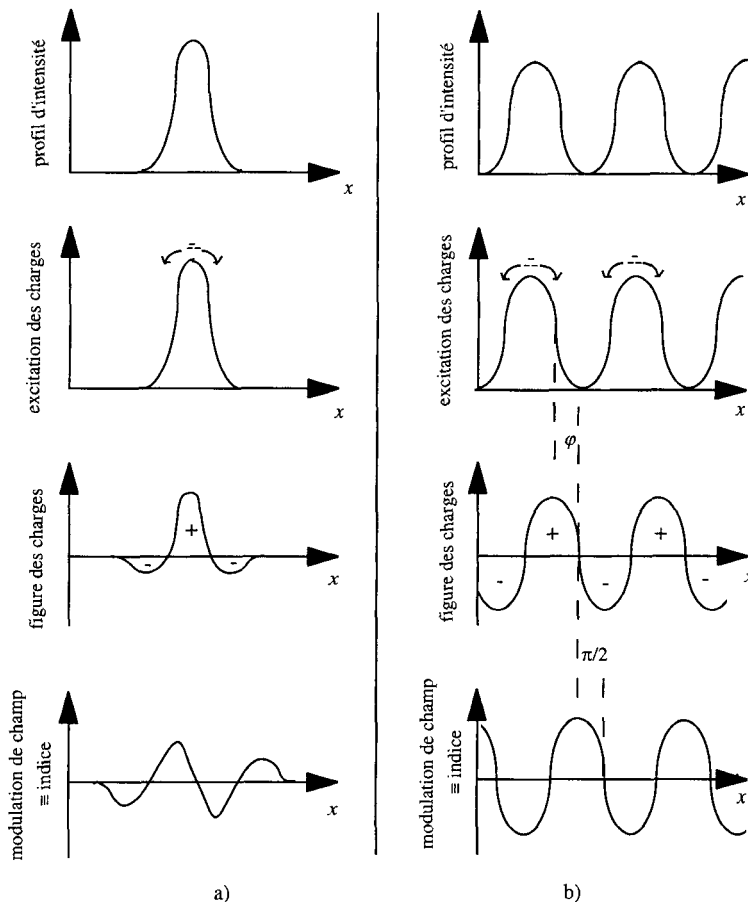 profil d'intensité
x
excitation des charges
-
x
figure des charges
+
-
-
x
modulation de champ
≡ indice
x
a)
profil d'intensité
x
excitation des charges
-
-
x
φ
figure des charges
+
+
-
-
-
x
π/2
modulation de champ
≡ indice
x
b)